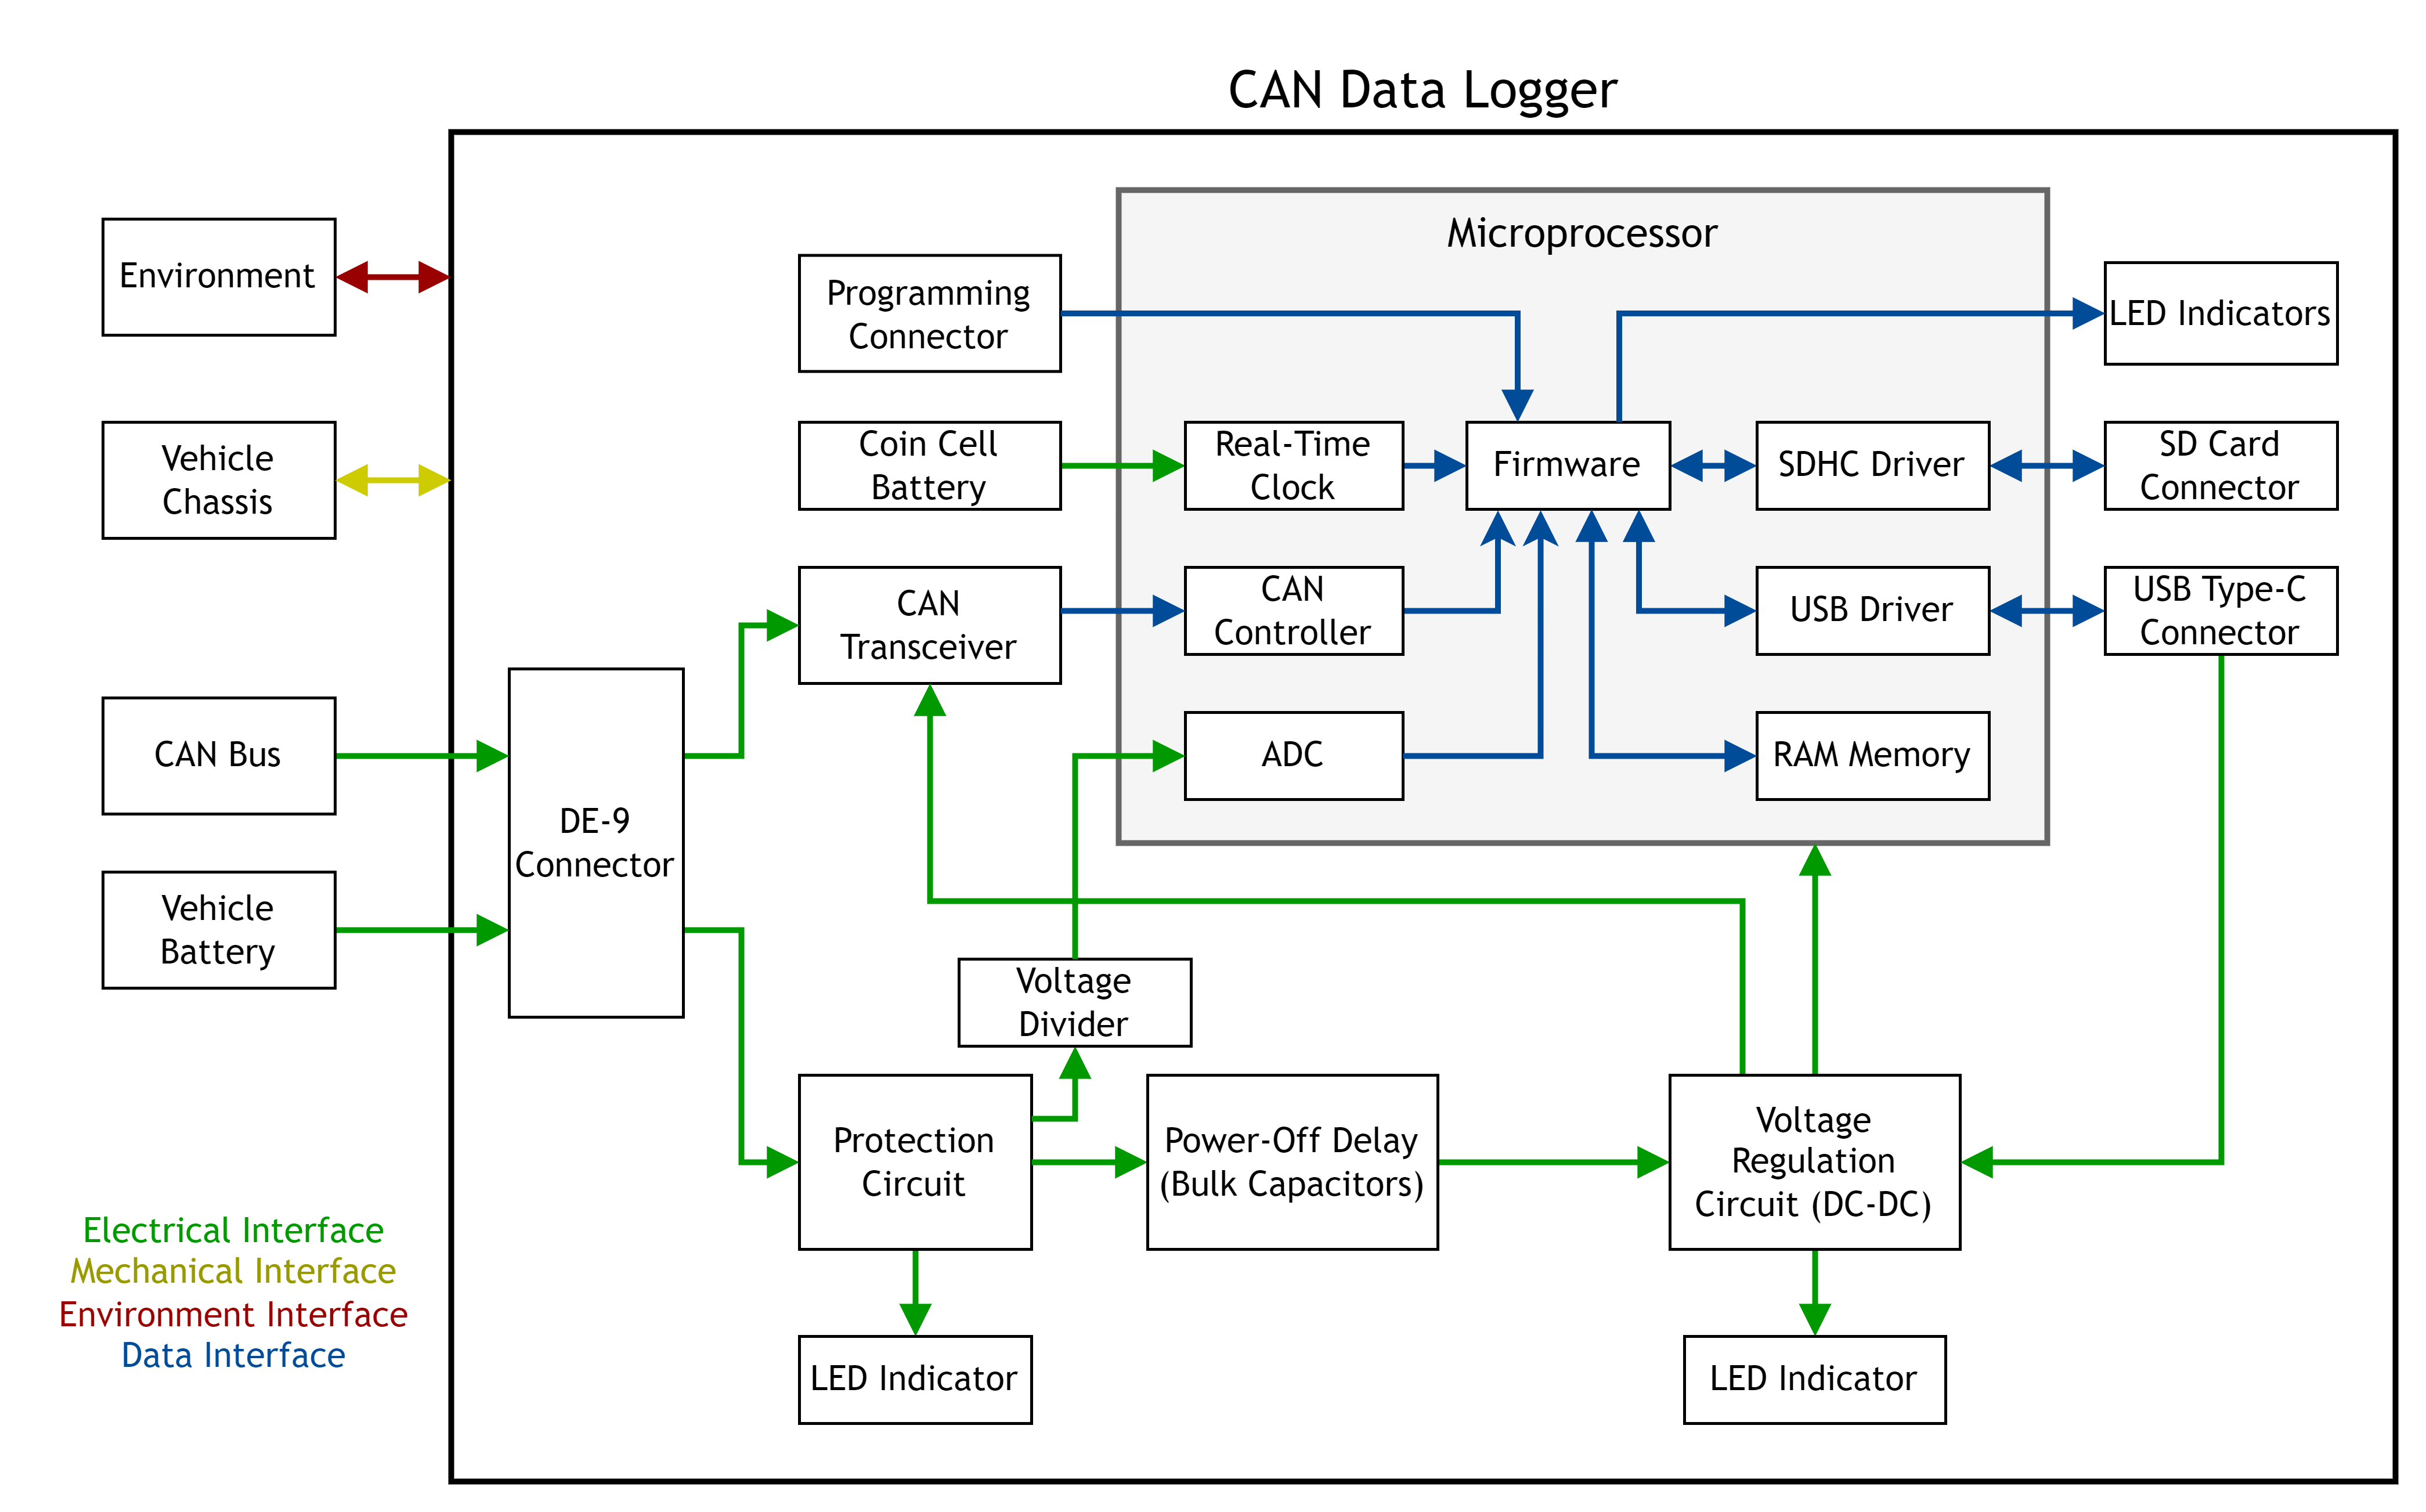 CAN Data Logger
Microprocessor
Environment
Programming
Connector
LED Indicators
Vehicle
Chassis
Coin Cell
Battery
Real-Time
Clock
Firmware
SDHC Driver
SD Card
Connector
CAN
Transceiver
CAN
Controller
USB Driver
USB Type-C
Connector
CAN Bus
DE-9
Connector
ADC
RAM Memory
Vehicle
Battery
Voltage
Divider
Protection
Circuit
Power-Off Delay
(Bulk Capacitors)
Voltage
Regulation
Circuit (DC-DC)
Electrical Interface
Mechanical Interface
Environment Interface
Data Interface
LED Indicator
LED Indicator